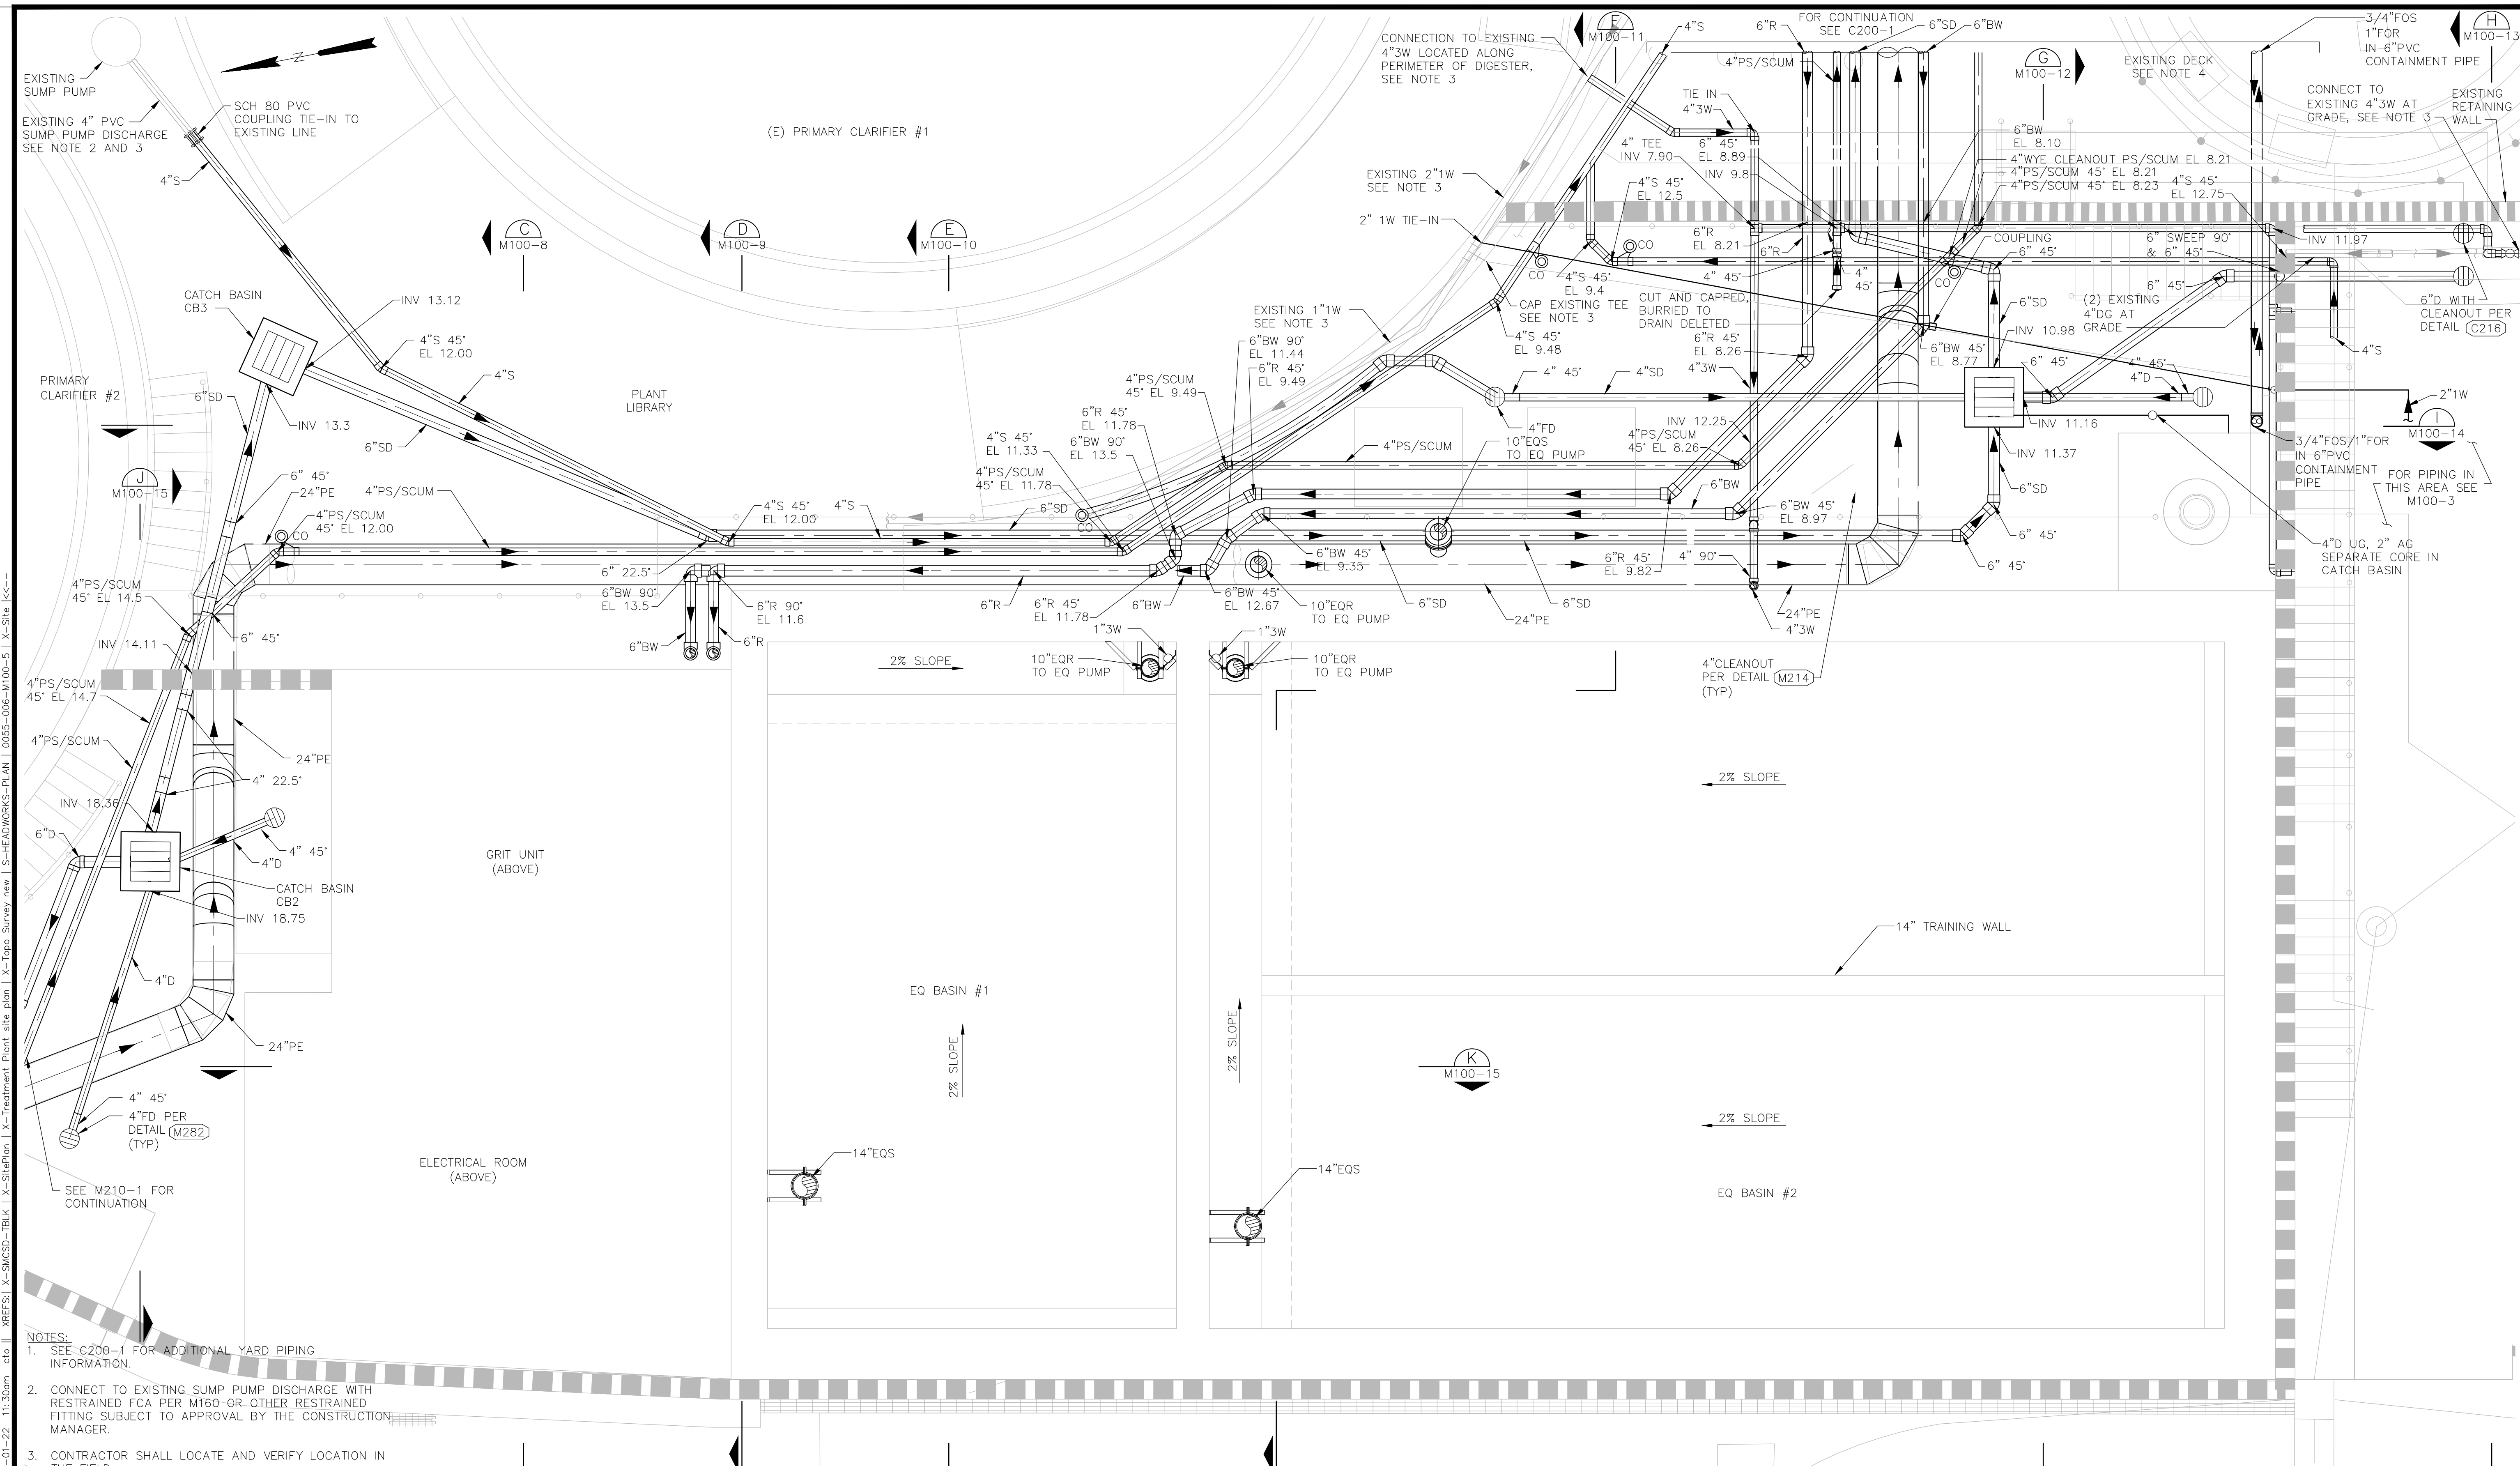 EXISTING
SUMP PUMP
EXISTING 4" PVC
SUMP PUMP DISCHARGE
SEE NOTE 2 AND 3
SCH 80 PVC
COUPLING TIE-IN TO
EXISTING LINE
4"S
N
(E) PRIMARY CLARIFIER #1
C
M100-8
D
M100-9
E
M100-10
CATCH BASIN
CB3
INV 13.12
4"S 45°
EL 12.00
4"S
PRIMARY
CLARIFIER #2
6"SD
INV 13.3
6"SD
PLANT
LIBRARY
J
M100-15
6" 45°
24"PE
4"PS/SCUM
45° EL 12.00
CO
4"PS/SCUM
4"S 45°
EL 12.00
4"S
6"SD
CO
6" 22.5°
4"PS/SCUM
45° EL 14.5
6" 45°
INV 14.11
4"PS/SCUM
45° EL 14.7
4"PS/SCUM
24"PE
4" 22.5°
INV 18.36
6"D
4" 45°
4"D
CATCH BASIN
CB2
INV 18.75
4"D
24"PE
4" 45°
4"FD PER
DETAIL M282
(TYP)
SEE M210-1 FOR
CONTINUATION
GRIT UNIT
(ABOVE)
ELECTRICAL ROOM
(ABOVE)
6"BW 90°
EL 13.5
6"R 90°
EL 11.6
6"BW
6"R
6"R
6"R 45°
EL 11.78
6"BW
6"BW 45°
EL 12.67
6"BW 45°
EL 9.35
10"EQR
TO EQ PUMP
6"SD
6"SD
24"PE
4"S 45°
EL 11.33
4"PS/SCUM
45° EL 11.78
6"R 45°
EL 11.78
6"BW 90°
EL 13.5
4"PS/SCUM
45° EL 9.49
6"BW 90°
EL 11.44
6"R 45°
EL 9.49
EXISTING 1"1W
SEE NOTE 3
EXISTING 2"1W
SEE NOTE 3
2" 1W TIE-IN
CONNECTION TO EXISTING
4"3W LOCATED ALONG
PERIMETER OF DIGESTER,
SEE NOTE 3
F
M100-11
4"S
6"R
FOR CONTINUATION
SEE C200-1
6"SD
6"BW
4"PS/SCUM
TIE IN
4"3W
G
M100-12
EXISTING DECK
SEE NOTE 4
3/4"FOS
1"FOR
IN 6"PVC
CONTAINMENT PIPE
H
M100-13
CONNECT TO
EXISTING 4"3W AT
GRADE, SEE NOTE 3
EXISTING
RETAINING
WALL
4" TEE
INV 7.90
6" 45°
EL 8.89
INV 9.8
4"S 45°
EL 12.5
6"BW
EL 8.10
4"WYE CLEANOUT PS/SCUM EL 8.21
4"PS/SCUM 45° EL 8.21
4"PS/SCUM 45° EL 8.23
4"S 45°
EL 12.75
6"R
EL 8.21
6"R
CO
CO
4"S 45°
EL 9.4
CAP EXISTING TEE
SEE NOTE 3
4"S 45°
EL 9.48
4" 45°
4"
45°
CUT AND CAPPED,
BURRIED TO
DRAIN DELETED
6"R 45°
EL 8.26
4"3W
COUPLING
6" 45°
CO
6"SD
INV 10.98
6"BW 45°
EL 8.77
6" SWEEP 90°
& 6" 45°
INV 11.97
6" 45°
(2) EXISTING
4"DG AT
GRADE
6"D WITH
CLEANOUT PER
DETAIL C216
4"S
4" 45°
4"SD
4"FD
6" 45°
4" 45°
4"D
2"1W
I
M100-14
INV 11.16
INV 11.37
3/4"FOS/1"FOR
IN 6"PVC
CONTAINMENT
PIPE
FOR PIPING IN
THIS AREA SEE
M100-3
INV 12.25
4"PS/SCUM
45° EL 8.26
4"PS/SCUM
10"EQS
TO EQ PUMP
6"BW
6"BW 45°
EL 8.97
6"SD
6" 45°
6" 45°
6"R 45°
EL 9.82
4" 90°
24"PE
4"3W
4"D UG, 2" AG
SEPARATE CORE IN
CATCH BASIN
4"CLEANOUT
PER DETAIL M214
(TYP)
1"3W
10"EQR
TO EQ PUMP
1"3W
10"EQR
TO EQ PUMP
2% SLOPE
2% SLOPE
14" TRAINING WALL
EQ BASIN #1
2% SLOPE
2% SLOPE
K
M100-15
2% SLOPE
14"EQS
14"EQS
EQ BASIN #2
NOTES:
1. SEE C200-1 FOR ADDITIONAL YARD PIPING
INFORMATION.
2. CONNECT TO EXISTING SUMP PUMP DISCHARGE WITH
RESTRAINED FCA PER M160 OR OTHER RESTRAINED
FITTING SUBJECT TO APPROVAL BY THE CONSTRUCTION
MANAGER.
3. CONTRACTOR SHALL LOCATE AND VERIFY LOCATION IN
THE FIELD
-01-22 11:30am cto || XREFS:| X-SMCSD-TBLK | X-SitePlan | X-Treatment Plant site plan | X-Topo Survey new | S-HEADWORKS-PLAN | 0055-006-M100-5 | X-Site |<<--